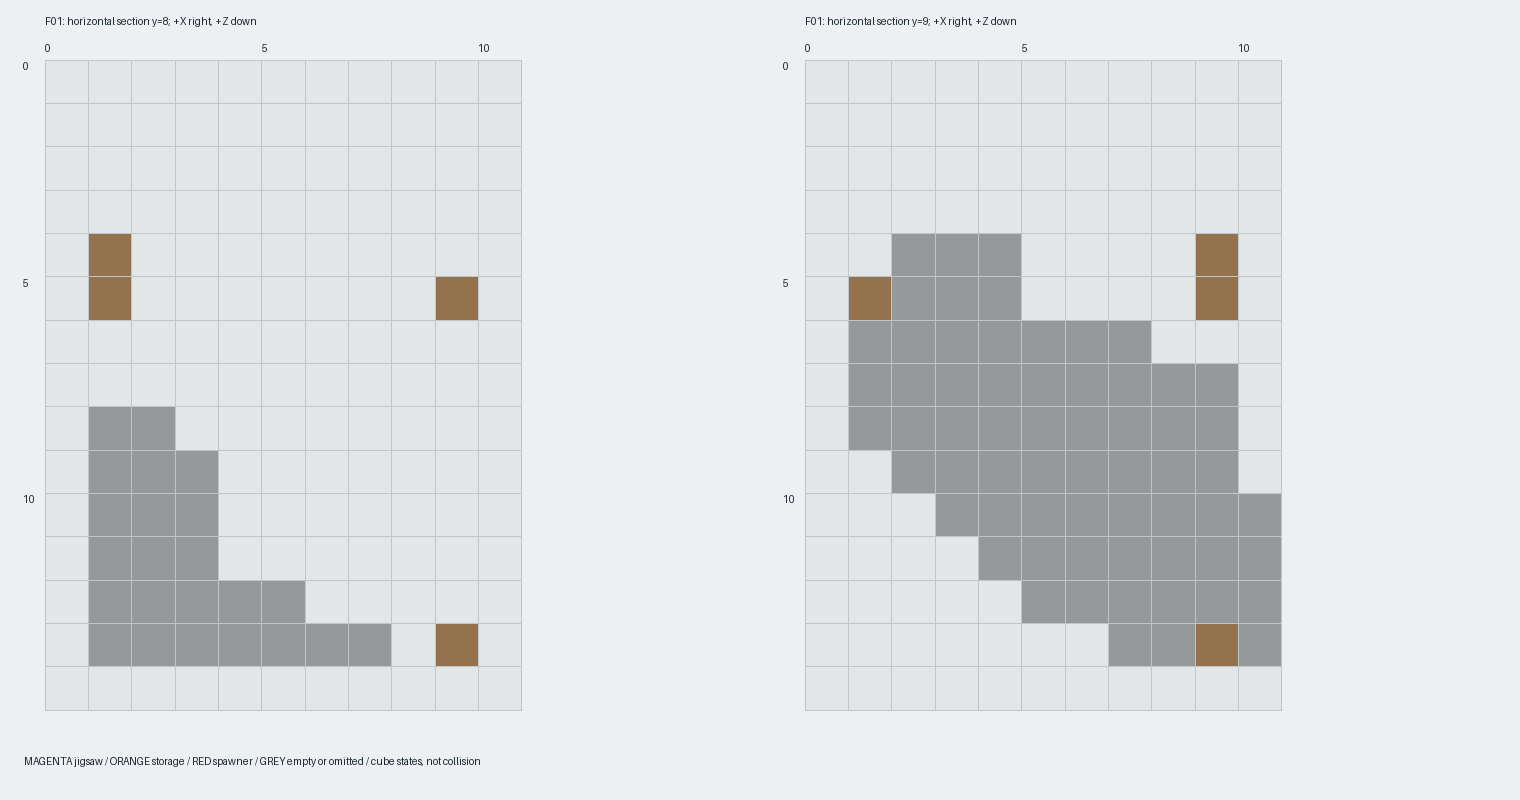 F01: horizontal section y=8; +X right, +Z down
F01: horizontal section y=9; +X right, +Z down
0 5 10
0 5 10
0
0
5
5
10
10
MAGENTA jigsaw / ORANGE storage / RED spawner / GREY empty or omitted / cube states, not collision